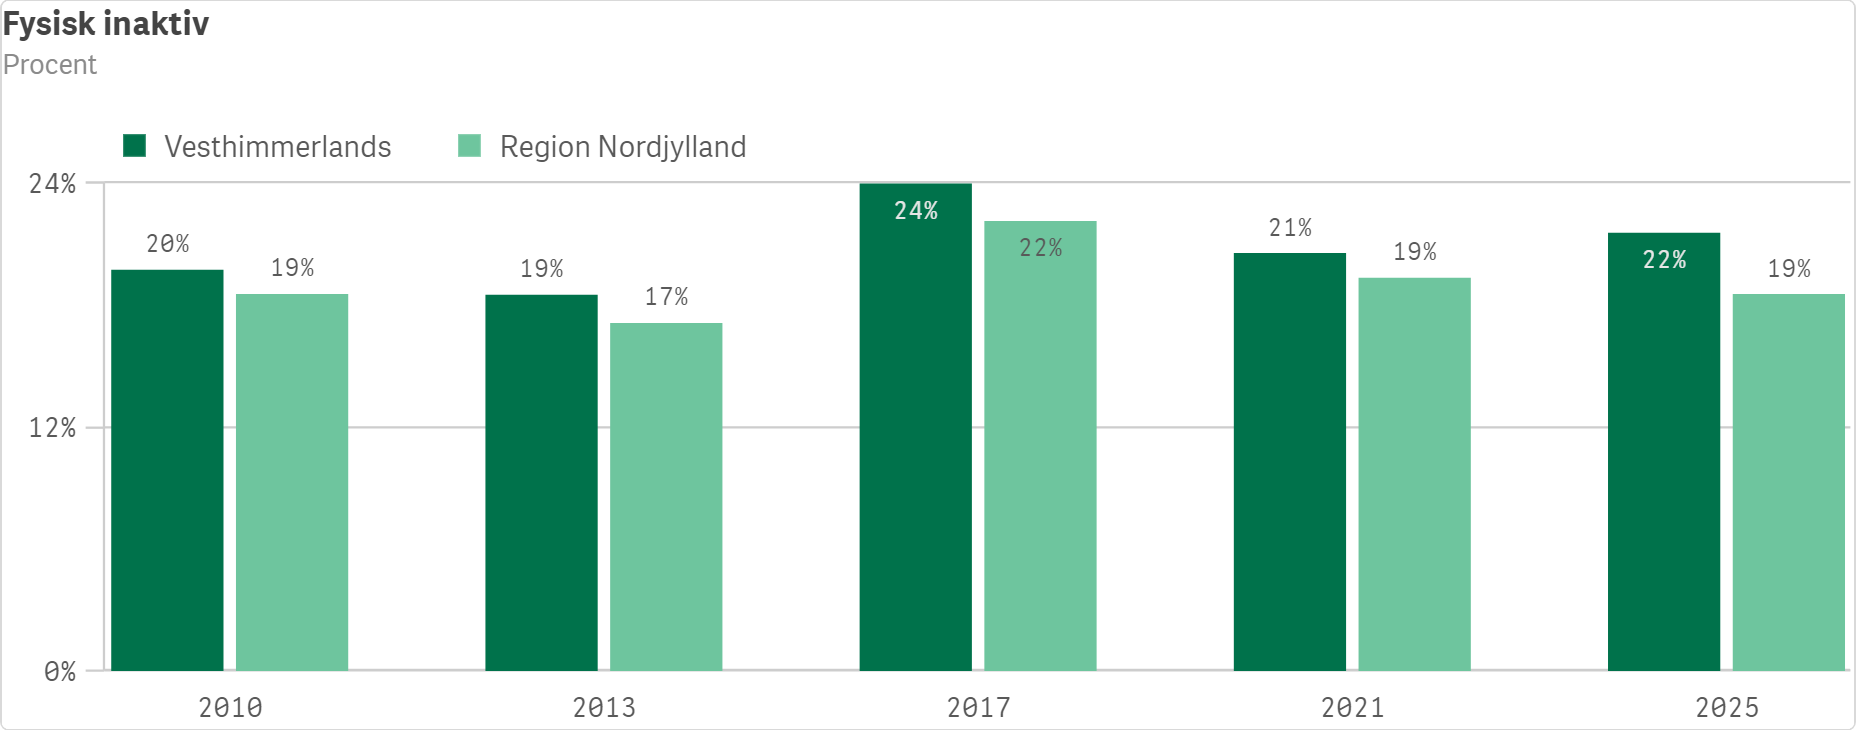 Fysisk inaktiv
Procent
Vesthimmerlands Region Nordjylland
24%
12%
0%
20% 19% 19% 17% 24% 22% 21% 19% 22% 19%
2010 2013 2017 2021 2025